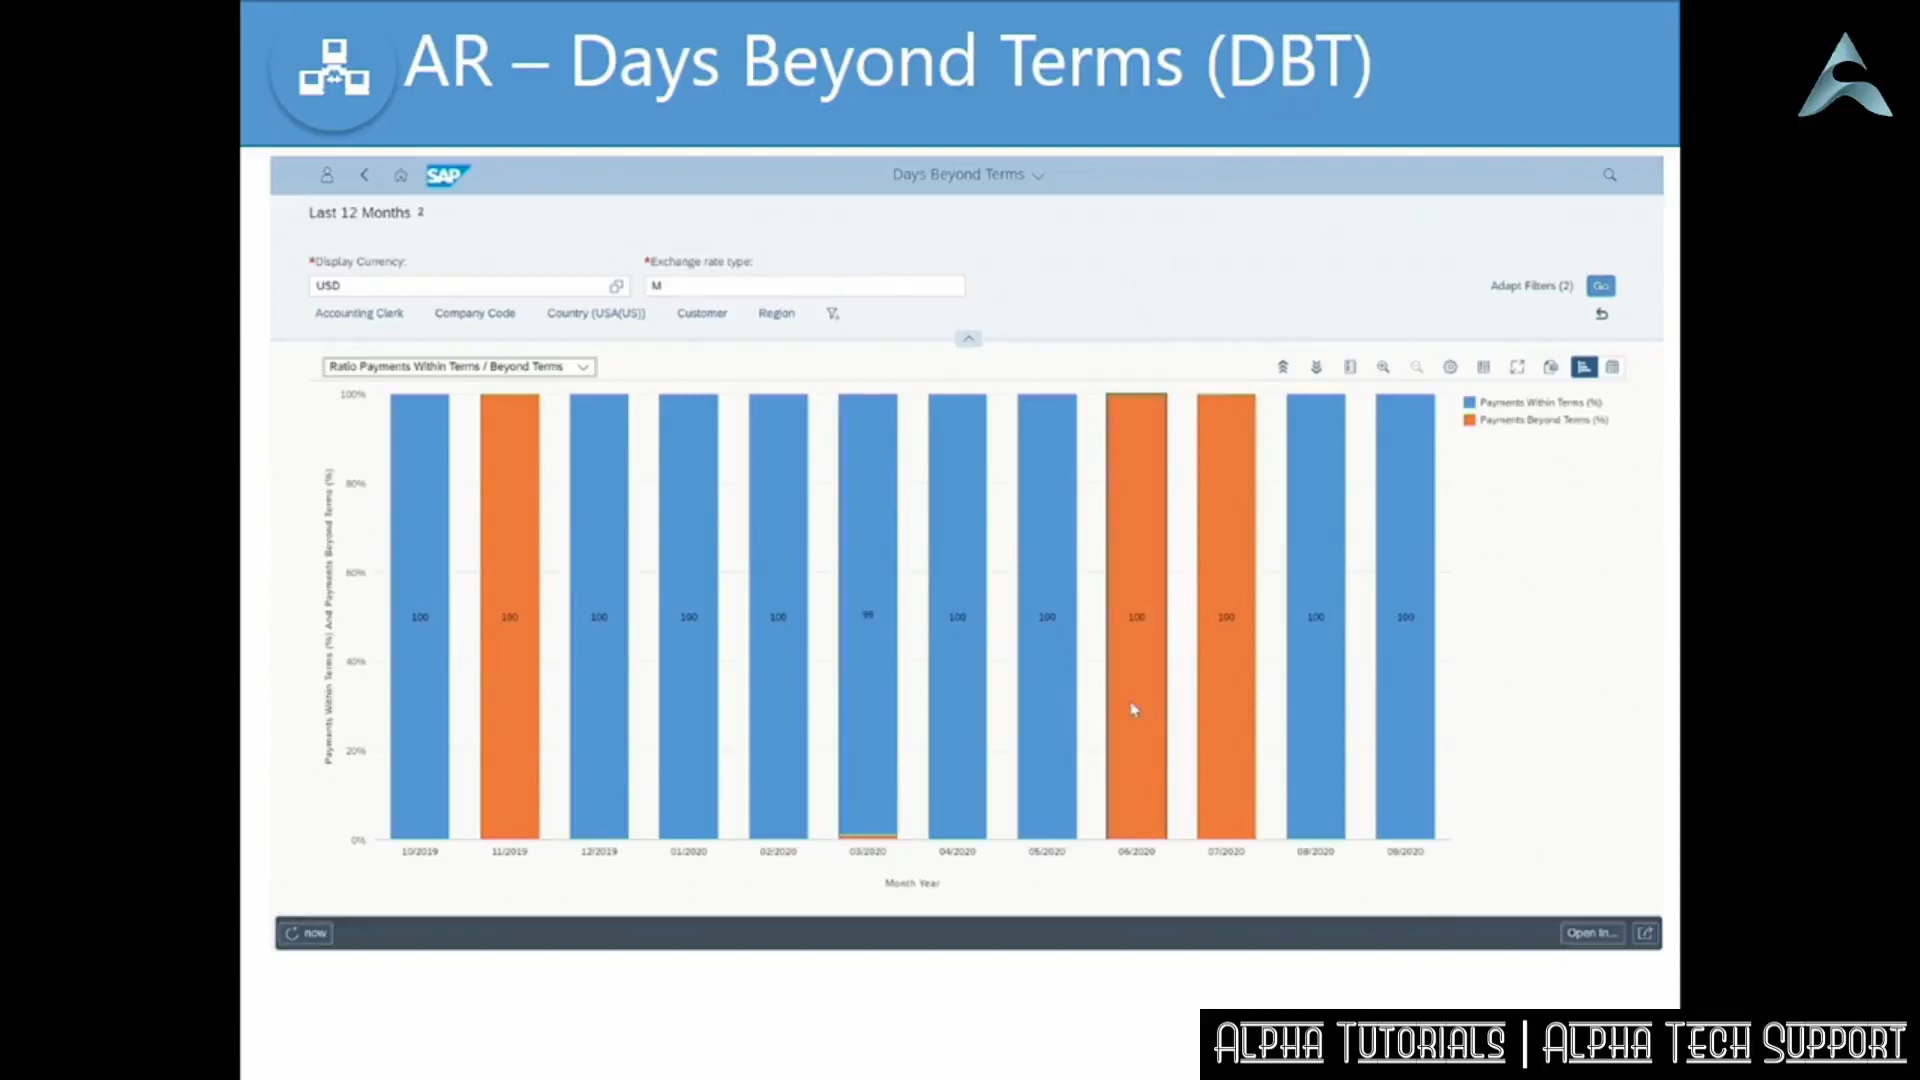 AR – Days Beyond Terms (DBT)
SAP
Days Beyond Terms
Last 12 Months 2
*Display Currency:
*Exchange rate type:
USD
M
Adapt Filters (2)
Go
Accounting Clerk
Company Code
Country (USA(US))
Customer
Region
Ratio Payments Within Terms / Beyond Terms
Payments Within Terms (%)
Payments Beyond Terms (%)
Payments Within Terms (%) And Payments Beyond Terms (%)
100%
80%
60%
40%
20%
0%
100 100 100 100 100 99 100 100 100 100 100 100
10/2019 11/2019 12/2019 01/2020 02/2020 03/2020 04/2020 05/2020 06/2020 07/2020 08/2020 09/2020
Month Year
now
Open In...
Alpha Tutorials | Alpha Tech Support